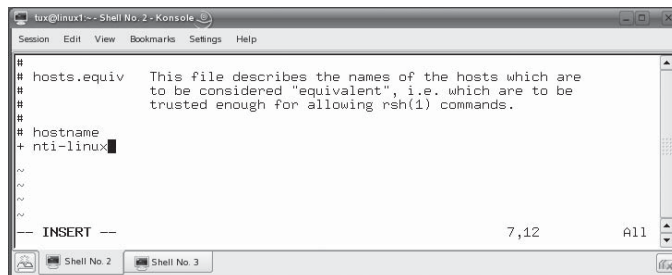 tux@linux1:~ - Shell No. 2 - Konsole
Session Edit View Bookmarks Settings Help
#
# hosts.equiv This file describes the names of the hosts which are
# to be considered "equivalent", i.e. which are to be
# trusted enough for allowing rsh(1) commands.
#
# hostname
+ nti-linux
~
~
~
~
-- INSERT -- 7,12 All
Shell No. 2 Shell No. 3